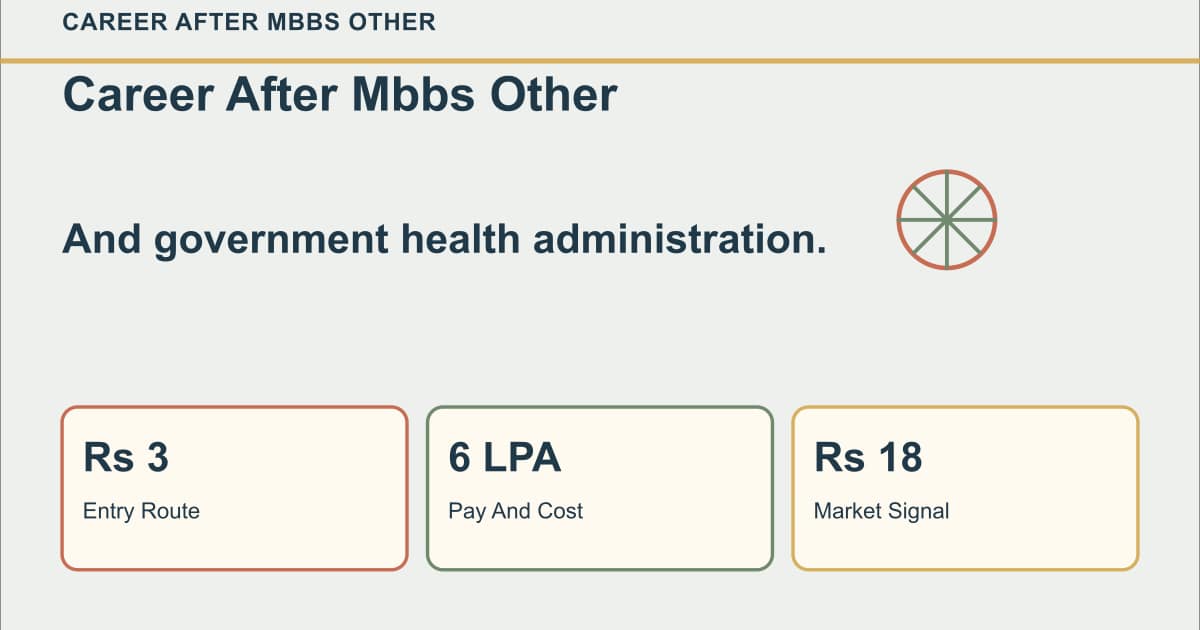 CAREER AFTER MBBS OTHER
Career After Mbbs Other
And government health administration.
Rs 3
Entry Route
6 LPA
Pay And Cost
Rs 18
Market Signal